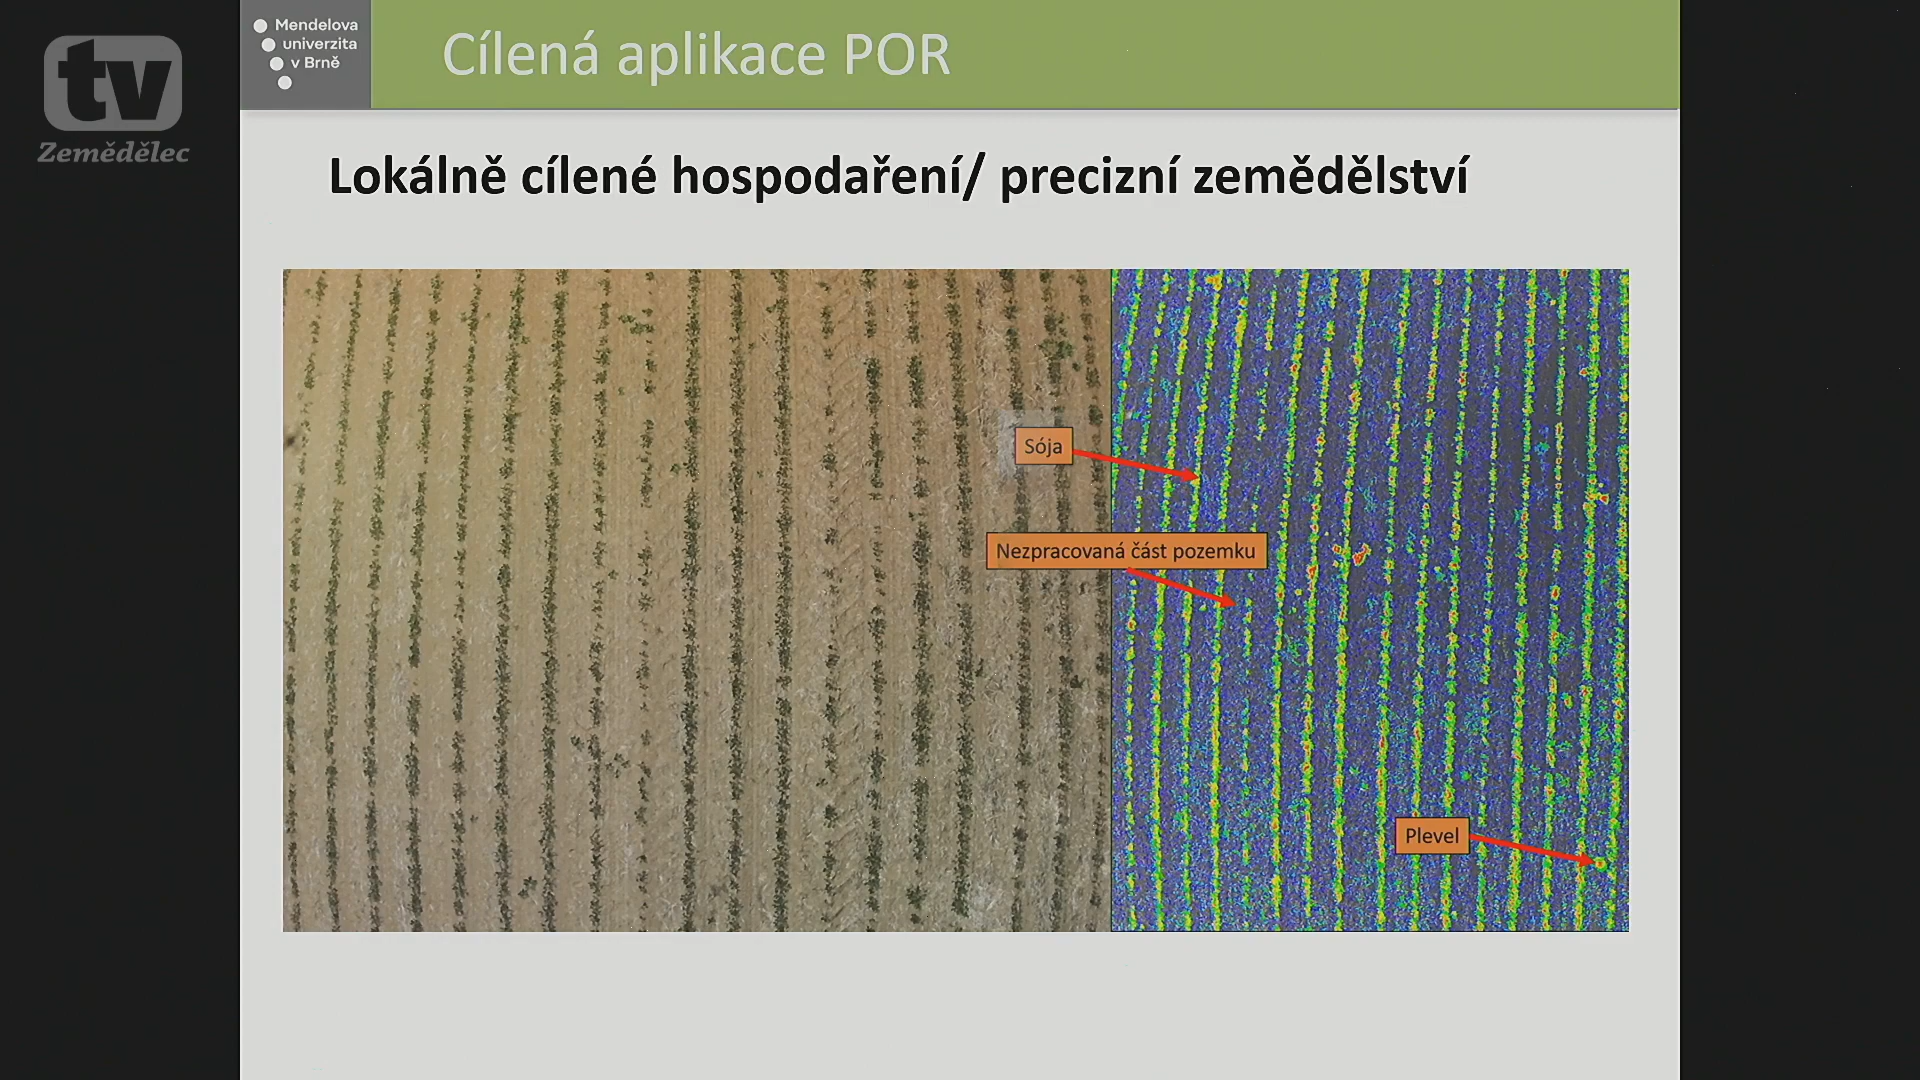 tv
Zemědělec
Mendelova
univerzita
v Brně
Cílená aplikace POR
Lokálně cílené hospodaření/ precizní zemědělství
Sója
Nezpracovaná část pozemku
Plevel